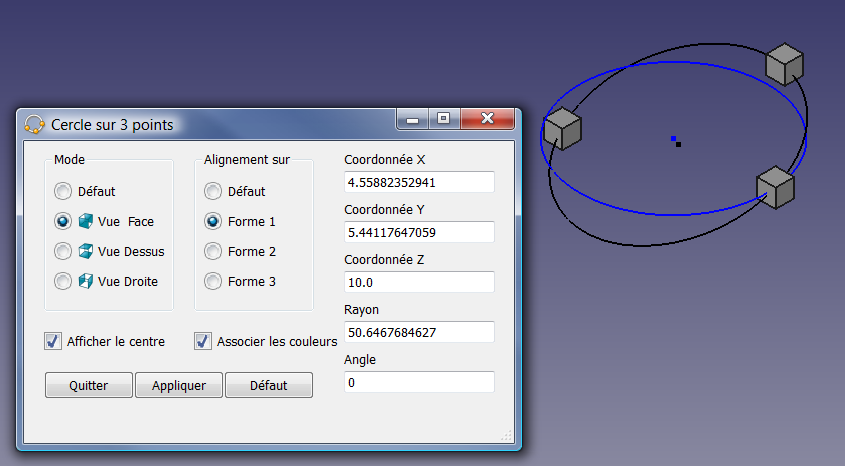 Cercle sur 3 points
Mode
Défaut
Vue Face
Vue Dessus
Vue Droite
Alignement sur
Défaut
Forme 1
Forme 2
Forme 3
Coordonnée X
4.55882352941
Coordonnée Y
5.44117647059
Coordonnée Z
10.0
Rayon
50.6467684627
Angle
0
Afficher le centre
Associer les couleurs
Quitter
Appliquer
Défaut